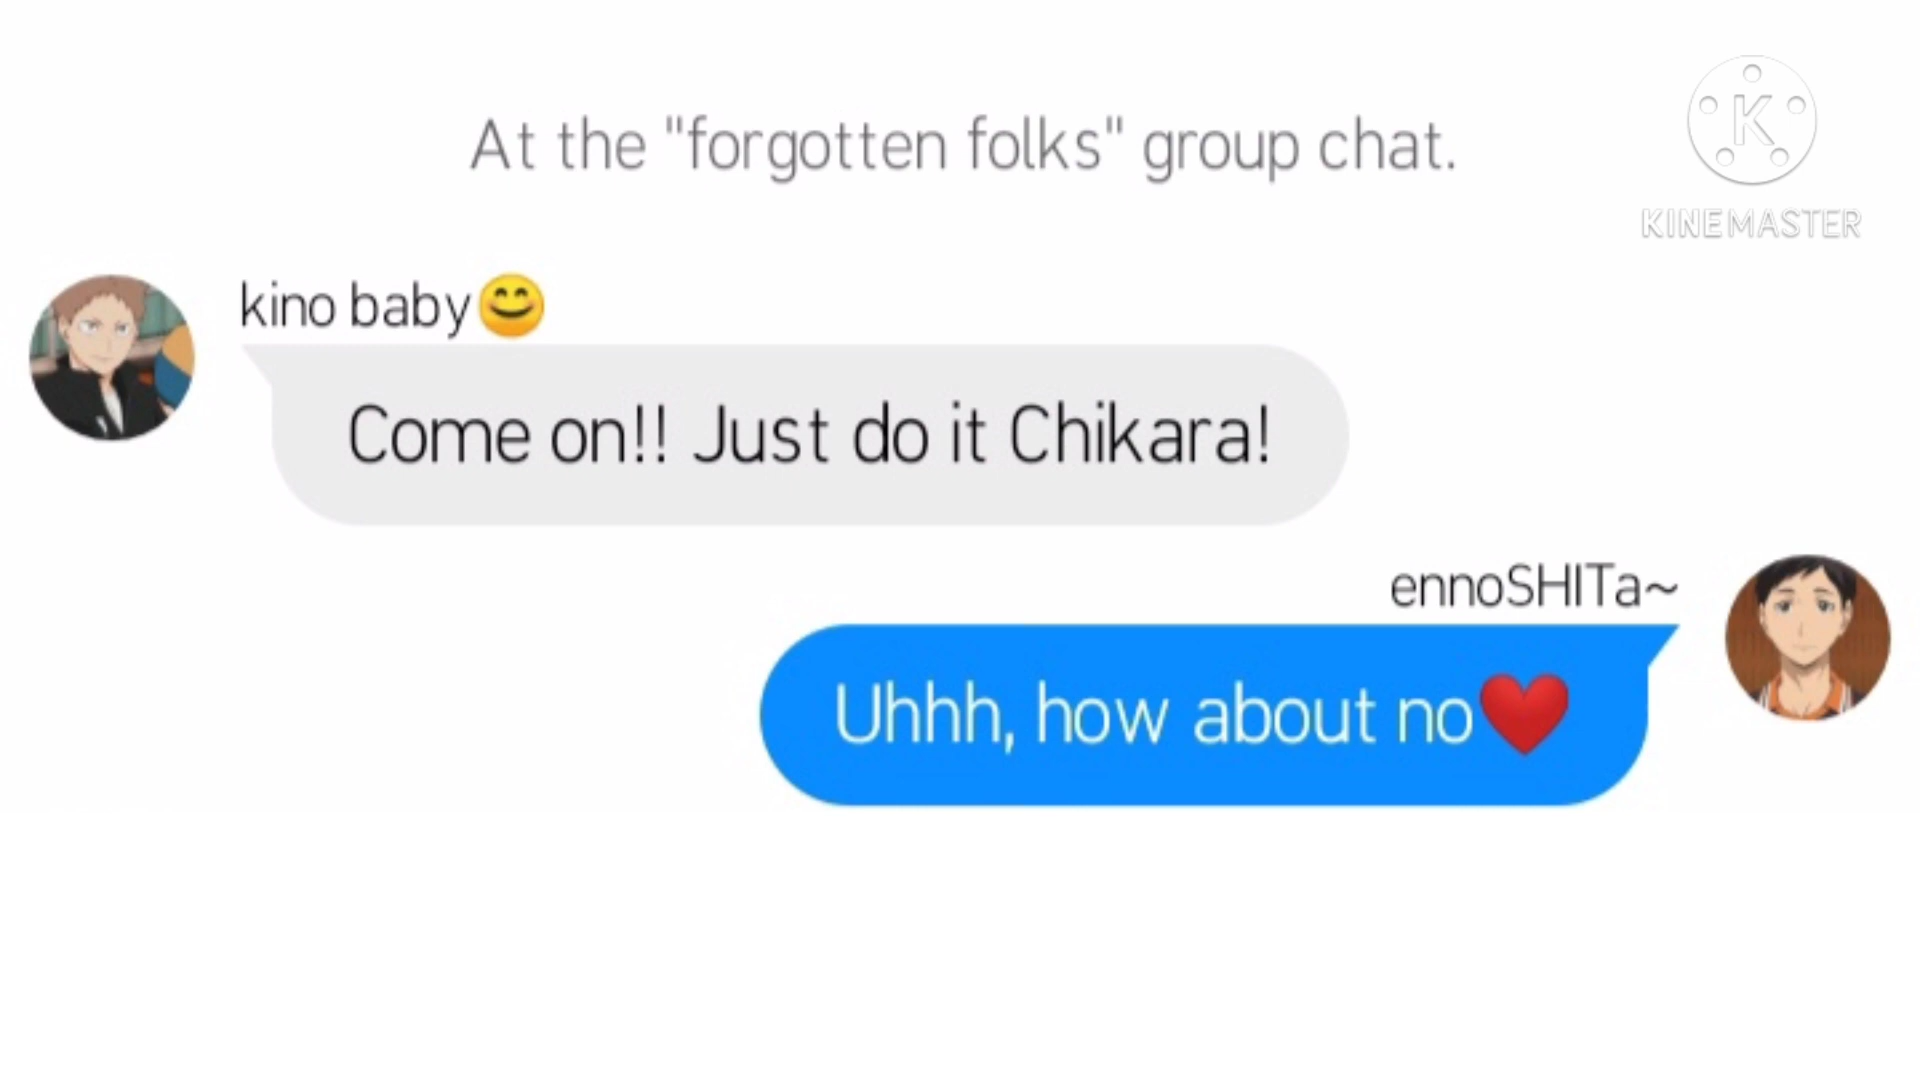 At the "forgotten folks" group chat.
K
KINEMASTER
kino baby😊
Come on!! Just do it Chikara!
ennoSHITa~
Uhhh, how about no❤️